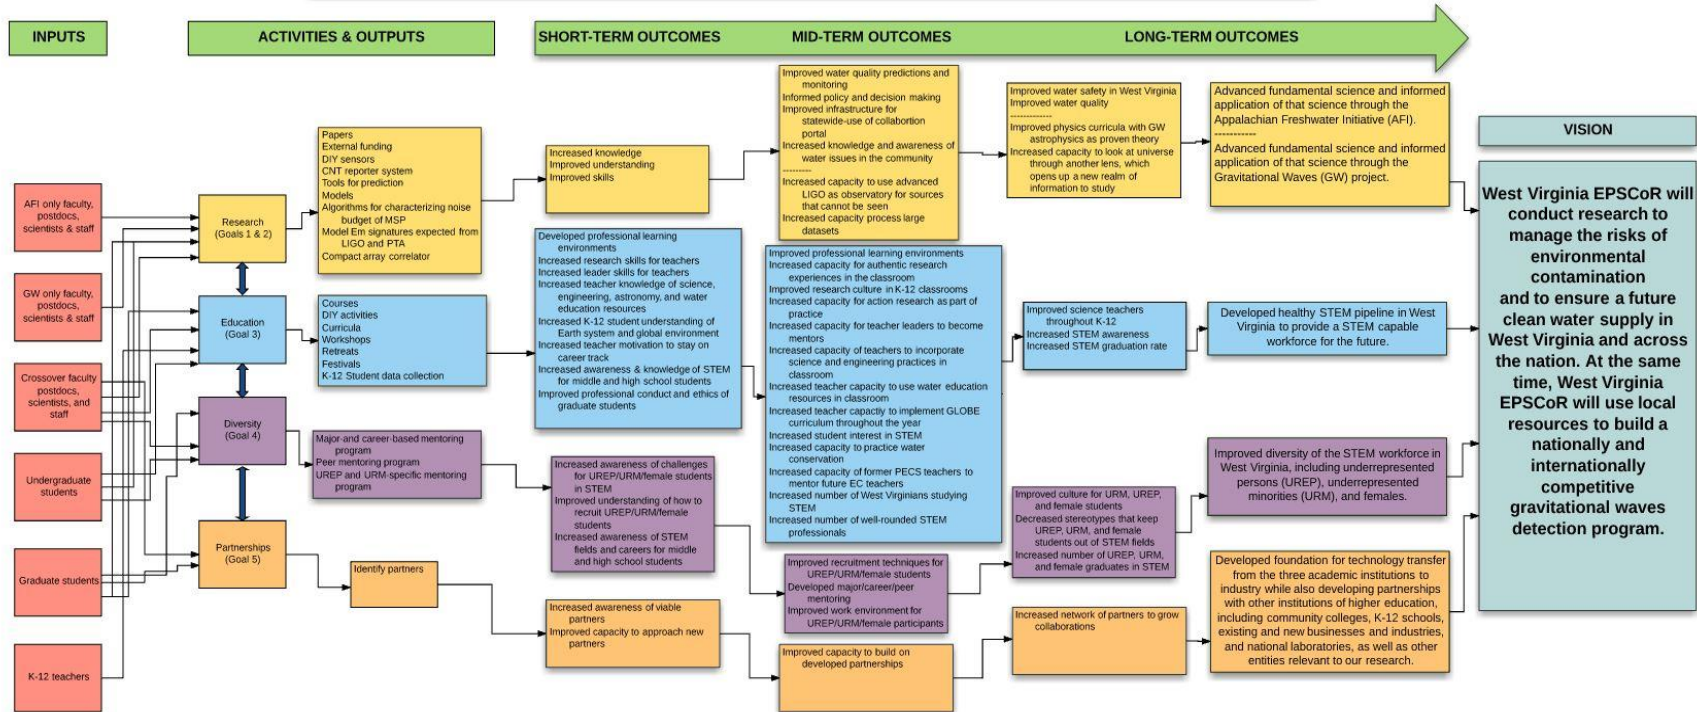 INPUTS
ACTIVITIES & OUTPUTS
SHORT-TERM OUTCOMES
MID-TERM OUTCOMES
LONG-TERM OUTCOMES
VISION
AFI only faculty,
postdocs,
scientists & staff
GW only faculty,
postdocs,
scientists & staff
Crossover faculty
postdocs,
scientists, and
staff
Undergraduate
students
Graduate students
K-12 teachers
Research
(Goals 1 & 2)
Education
(Goal 3)
Diversity
(Goal 4)
Partnerships
(Goal 5)
Papers
External funding
DIY sensors
CNT reporter system
Tools for prediction
Models
Algorithms for characterizing noise
budget of MSP
Model Em signatures expected from
LIGO and PTA
Compact array correlator
Courses
DIY activities
Curricula
Workshops
Retreats
Festivals
K-12 Student data collection
Major-and career-based mentoring
program
Peer mentoring program
UREP and URM-specific mentoring
program
Identify partners
Increased knowledge
Improved understanding
Improved skills
Developed professional learning
environments
Increased research skills for teachers
Increased leader skills for teachers
Increased teacher knowledge of science,
engineering, astronomy, and water
education resources
Increased K-12 student understanding of
Earth system and global environment
Increased teacher motivation to stay on
career track
Increased awareness & knowledge of STEM
for middle and high school students
Improved professional conduct and ethics of
graduate students
Increased awareness of challenges
for UREP/URM/female students
in STEM
Improved understanding of how to
recruit UREP/URM/female
students
Increased awareness of STEM
fields and careers for middle
and high school students
Increased awareness of viable
partners
Improved capacity to approach new
partners
Improved water quality predictions and
monitoring
Informed policy and decision making
Improved infrastructure for
statewide-use of collabortion
portal
Increased knowledge and awareness of
water issues in the community
---------
Increased capacity to use advanced
LIGO as observatory for sources
that cannot be seen
Increased capacity process large
datasets
Improved professional learning environments
Increased capacity for authentic research
experiences in the classroom
Improved research culture in K-12 classrooms
Increased capacity for action research as part of
practice
Increased capacity for teacher leaders to become
mentors
Increased capacity of teachers to incorporate
science and engineering practices in
classroom
Increased teacher capacity to use water education
resources in classroom
Increased teacher capactiy to implement GLOBE
curriculum throughout the year
Increased student interest in STEM
Increased capacity to practice water
conservation
Increased capacity of former PECS teachers to
mentor future EC teachers
Increased number of West Virginians studying
STEM
Increased number of well-rounded STEM
professionals
Improved recruitment techniques for
UREP/URM/female students
Developed major/career/peer
mentoring
Improved work environment for
UREP/URM/female participants
Improved capacity to build on
developed partnerships
Improved water safety in West Virginia
Improved water quality
-------------
Improved physics curricula with GW
astrophysics as proven theory
Increased capacity to look at universe
through another lens, which
opens up a new realm of
information to study
Improved science teachers
throughout K-12
Increased STEM awareness
Increased STEM graduation rate
Improved culture for URM, UREP,
and female students
Decreased stereotypes that keep
UREP, URM, and female
students out of STEM fields
Increased number of UREP, URM,
and female graduates in STEM
Increased network of partners to grow
collaborations
Advanced fundamental science and informed
application of that science through the
Appalachian Freshwater Initiative (AFI).
-----------
Advanced fundamental science and informed
application of that science through the
Gravitational Waves (GW) project.
Developed healthy STEM pipeline in West
Virginia to provide a STEM capable
workforce for the future.
Improved diversity of the STEM workforce in
West Virginia, including underrepresented
persons (UREP), underrepresented
minorities (URM), and females.
Developed foundation for technology transfer
from the three academic institutions to
industry while also developing partnerships
with other institutions of higher education,
including community colleges, K-12 schools,
existing and new businesses and industries,
and national laboratories, as well as other
entities relevant to our research.
West Virginia EPSCoR will
conduct research to
manage the risks of
environmental
contamination
and to ensure a future
clean water supply in
West Virginia and across
the nation. At the same
time, West Virginia
EPSCoR will use local
resources to build a
nationally and
internationally
competitive
gravitational waves
detection program.